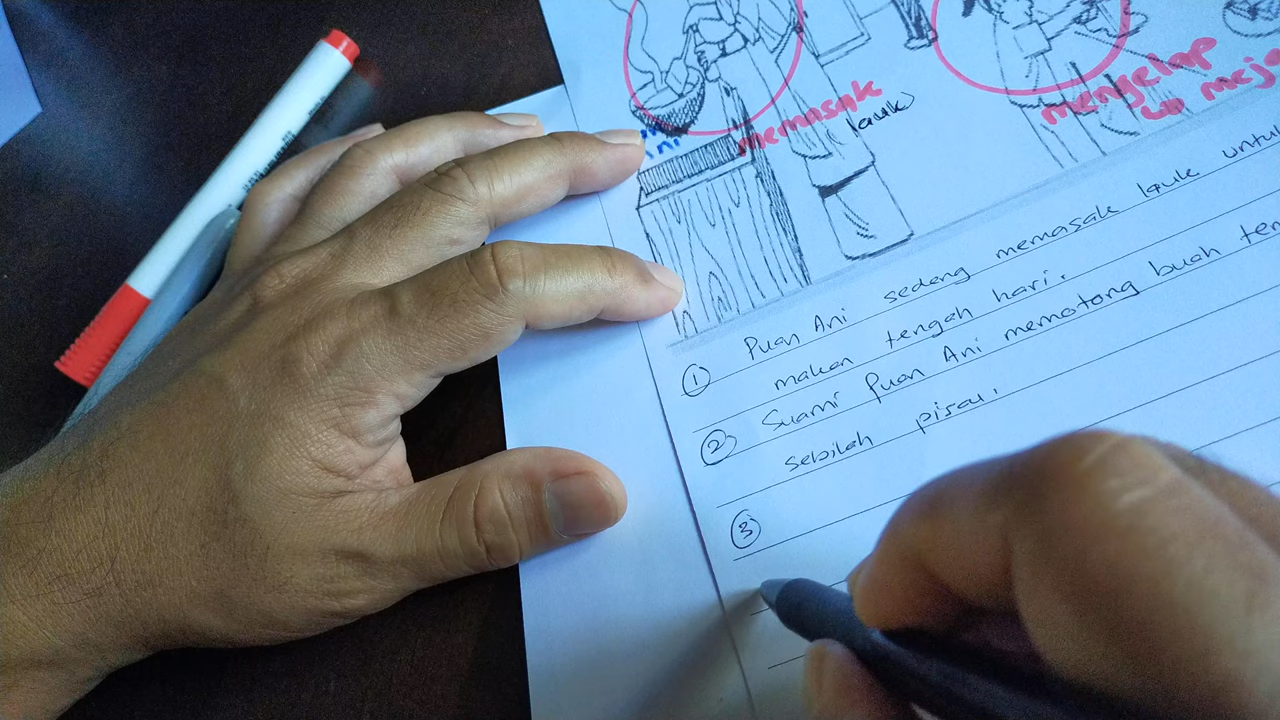 memasak
lauk
mengelap
meja
① Puan Ani sedang memasak lauk untuk
makan tengah hari.
② Suami Puan Ani memotong buah
sebilah pisau.
③